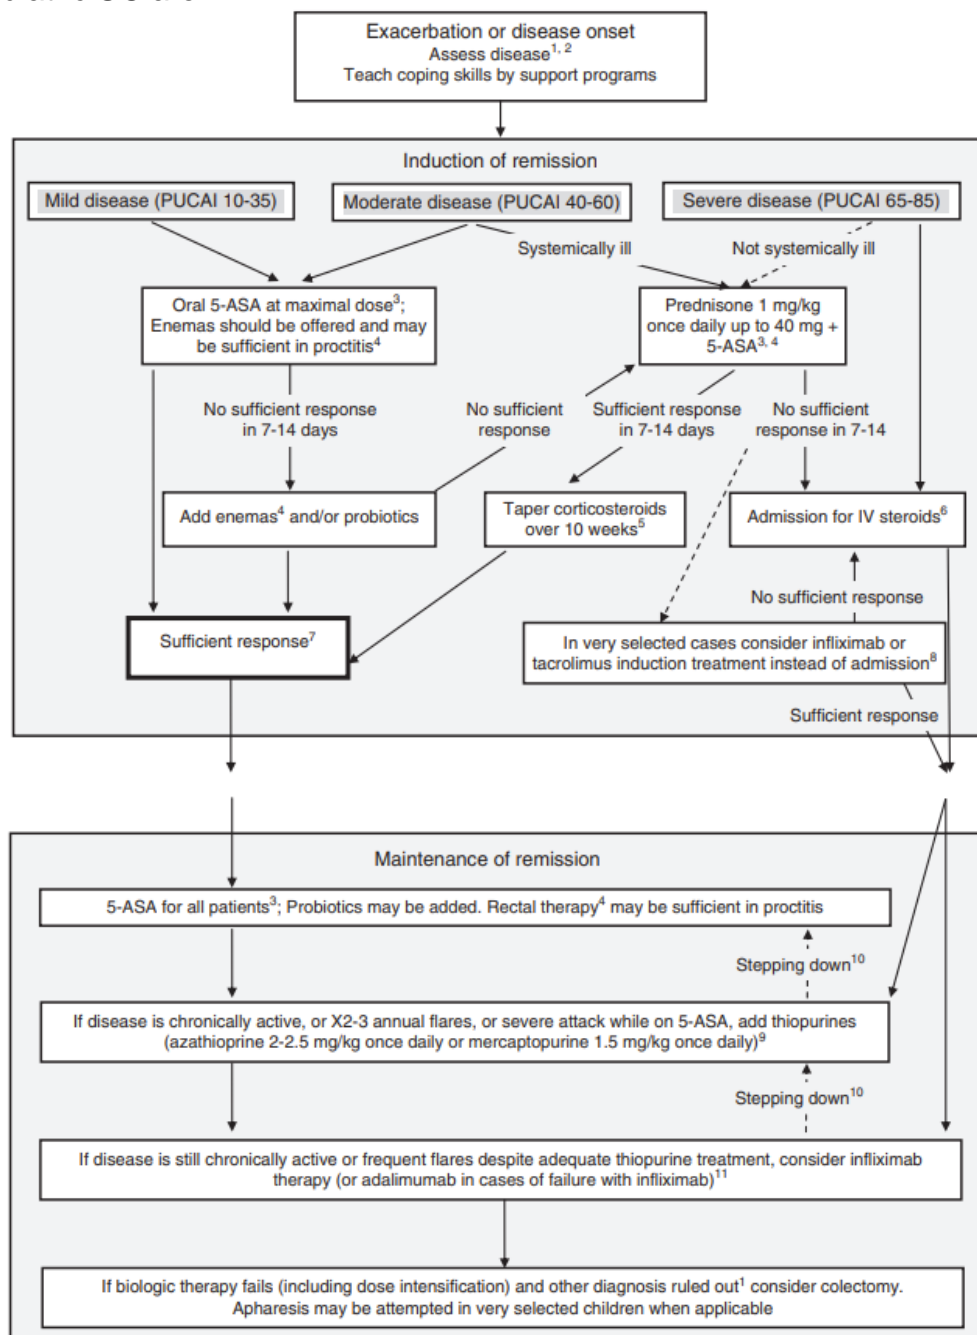 Exacerbation or disease onset
Assess disease1, 2
Teach coping skills by support programs
Induction of remission
Mild disease (PUCAI 10-35)
Moderate disease (PUCAI 40-60)
Severe disease (PUCAI 65-85)
Systemically ill
Not systemically ill
Oral 5-ASA at maximal dose3;
Enemas should be offered and may
be sufficient in proctitis4
Prednisone 1 mg/kg
once daily up to 40 mg +
5-ASA3, 4
No sufficient response
in 7-14 days
No sufficient
response
Sufficient response
in 7-14 days
No sufficient
response in 7-14
Add enemas4 and/or probiotics
Taper corticosteroids
over 10 weeks5
Admission for IV steroids6
No sufficient response
Sufficient response7
In very selected cases consider infliximab or
tacrolimus induction treatment instead of admission8
Sufficient response
Maintenance of remission
5-ASA for all patients3; Probiotics may be added. Rectal therapy4 may be sufficient in proctitis
Stepping down10
If disease is chronically active, or X2-3 annual flares, or severe attack while on 5-ASA, add thiopurines
(azathioprine 2-2.5 mg/kg once daily or mercaptopurine 1.5 mg/kg once daily)9
Stepping down10
If disease is still chronically active or frequent flares despite adequate thiopurine treatment, consider infliximab
therapy (or adalimumab in cases of failure with infliximab)11
If biologic therapy fails (including dose intensification) and other diagnosis ruled out1 consider colectomy.
Apharesis may be attempted in very selected children when applicable